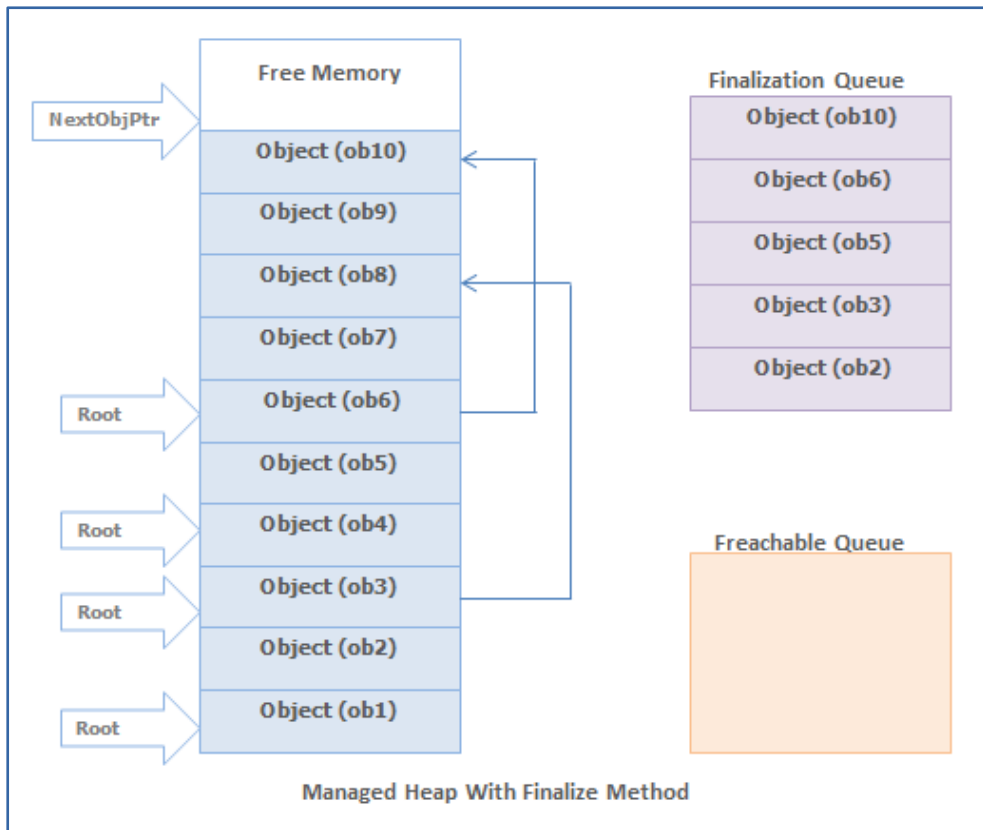 Free Memory
NextObjPtr
Object (ob10)
Object (ob9)
Object (ob8)
Object (ob7)
Root
Object (ob6)
Object (ob5)
Root
Object (ob4)
Root
Object (ob3)
Object (ob2)
Root
Object (ob1)
Finalization Queue
Object (ob10)
Object (ob6)
Object (ob5)
Object (ob3)
Object (ob2)
Freachable Queue
Managed Heap With Finalize Method